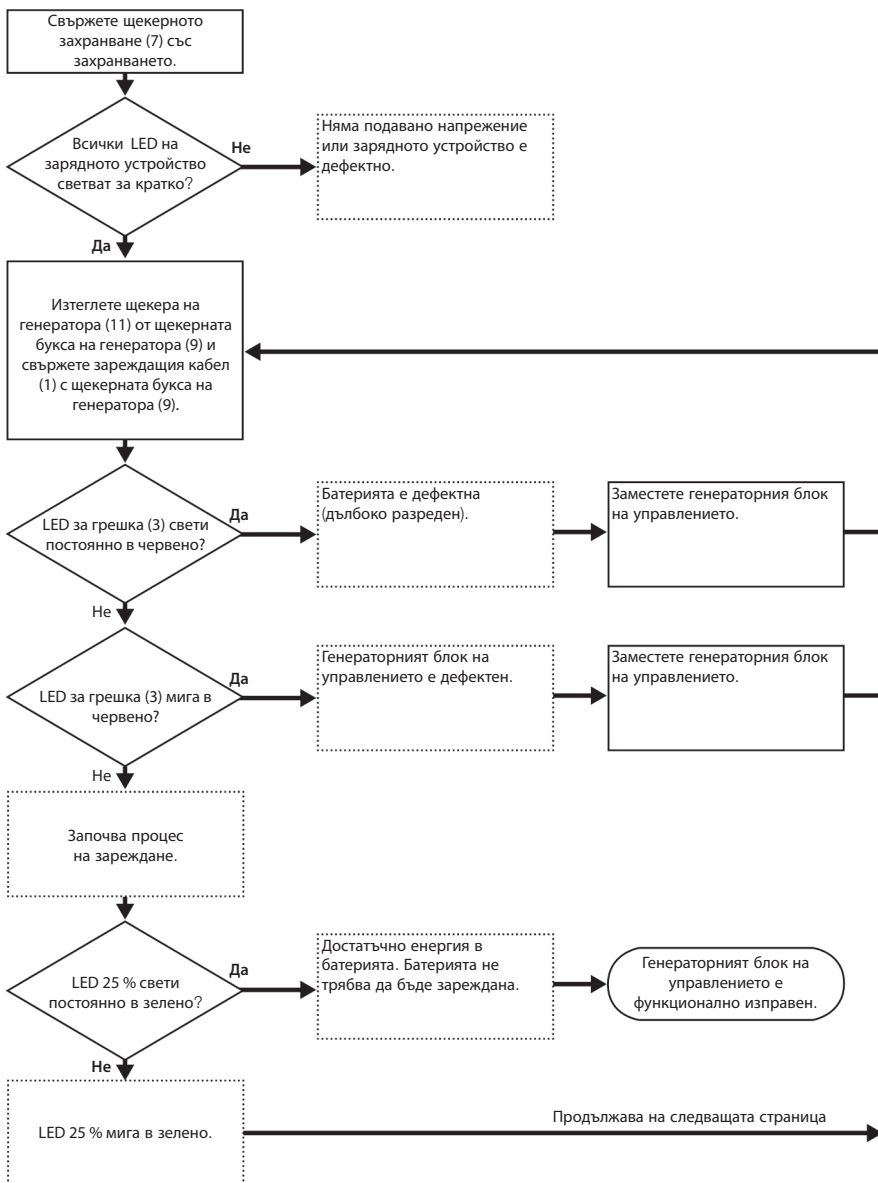 Свържете щекерното
захранване (7) със
захранването.
Всички LED на
зарядното устройство
светват за кратко?
Не
Няма подавано напрежение
или зарядното устройство е
дефектно.
Да
Изтеглете щекера на
генератора (11) от щекерната
букса на генератора (9) и
свържете зареждащия кабел
(1) с щекерната букса на
генератора (9).
LED за грешка (3) свети
постоянно в червено?
Да
Батерията е дефектна
(дълбоко разреден).
Заместете генераторния блок
на управлението.
Не
LED за грешка (3) мига в
червено?
Да
Генераторният блок на
управлението е дефектен.
Заместете генераторния блок
на управлението.
Не
Започва процес
на зареждане.
LED 25 % свети
постоянно в зелено?
Да
Достатъчно енергия в
батерията. Батерията не
трябва да бъде зареждана.
Генераторният блок на
управлението е
функционално изправен.
Не
LED 25 % мига в зелено.
Продължава на следващата страница